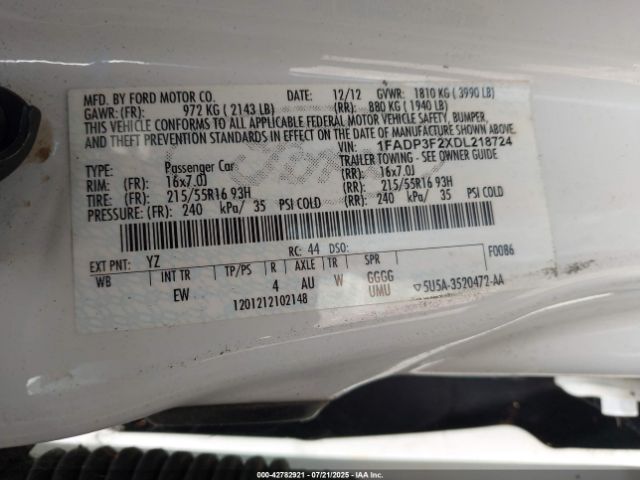 MFD. BY FORD MOTOR CO. DATE: 12/12 GVWR: 1810 KG ( 3990 LB)
GAWR: (FR): 972 KG ( 2143 LB) (RR): 880 KG ( 1940 LB)
THIS VEHICLE CONFORMS TO ALL APPLICABLE FEDERAL MOTOR VEHICLE SAFETY, BUMPER,
AND THEFT PREVENTION STANDARDS IN EFFECT ON THE DATE OF MANUFACTURE SHOWN ABOVE.
VIN: 1FADP3F2XDL218724
TYPE: Passenger Car TRAILER TOWING - SEE OWNER GUIDE
RIM: (FR): 16x7.0J (RR): 16x7.0J
TIRE: (FR): 215/55R16 93H (RR): 215/55R16 93H
PRESSURE: (FR): 240 kPa/ 35 PSI COLD (RR): 240 kPa/ 35 PSI COLD
EXT PNT: YZ RC: 44 DSO: F0086
WB INT TR TP/PS R AXLE TR SPR
EW 4 AU W GGGG
UMU
1201212102148 ▽5U5A-3520472-AA
000-42782921 - 07/21/2025 - IAAI.COM